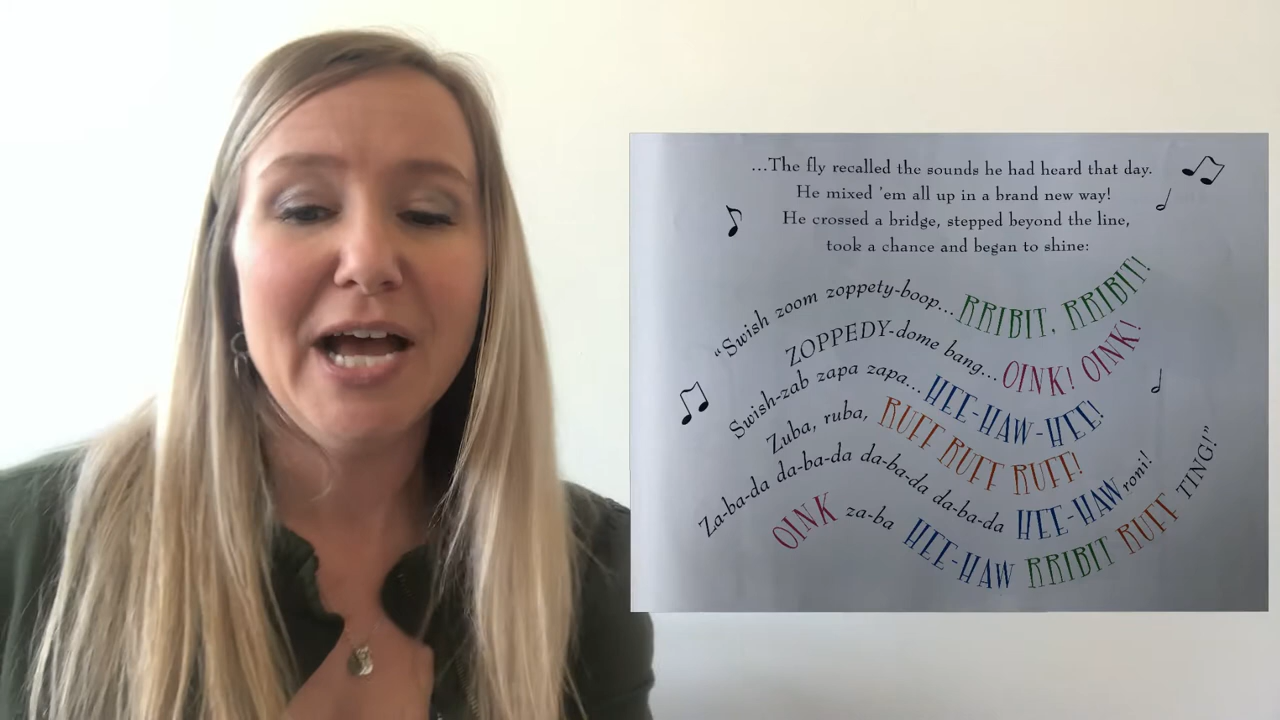 ...The fly recalled the sounds he had heard that day.
He mixed 'em all up in a brand new way!
He crossed a bridge, stepped beyond the line,
took a chance and began to shine:
"Swish zoom zoppety-boop... RRIBIT, RRIBIT!
ZOPPEDY-dome bang... OINK! OINK!
Swish-zab zapa zapa... HEE-HAW-HEE!
Zuba, ruba, RUFF RUFF RUFF!
Za-ba-da da-ba-da da-ba-da da-ba-da HEE-HAWroni!
OINK za-ba HEE-HAW RRIBIT RUFF TING!"